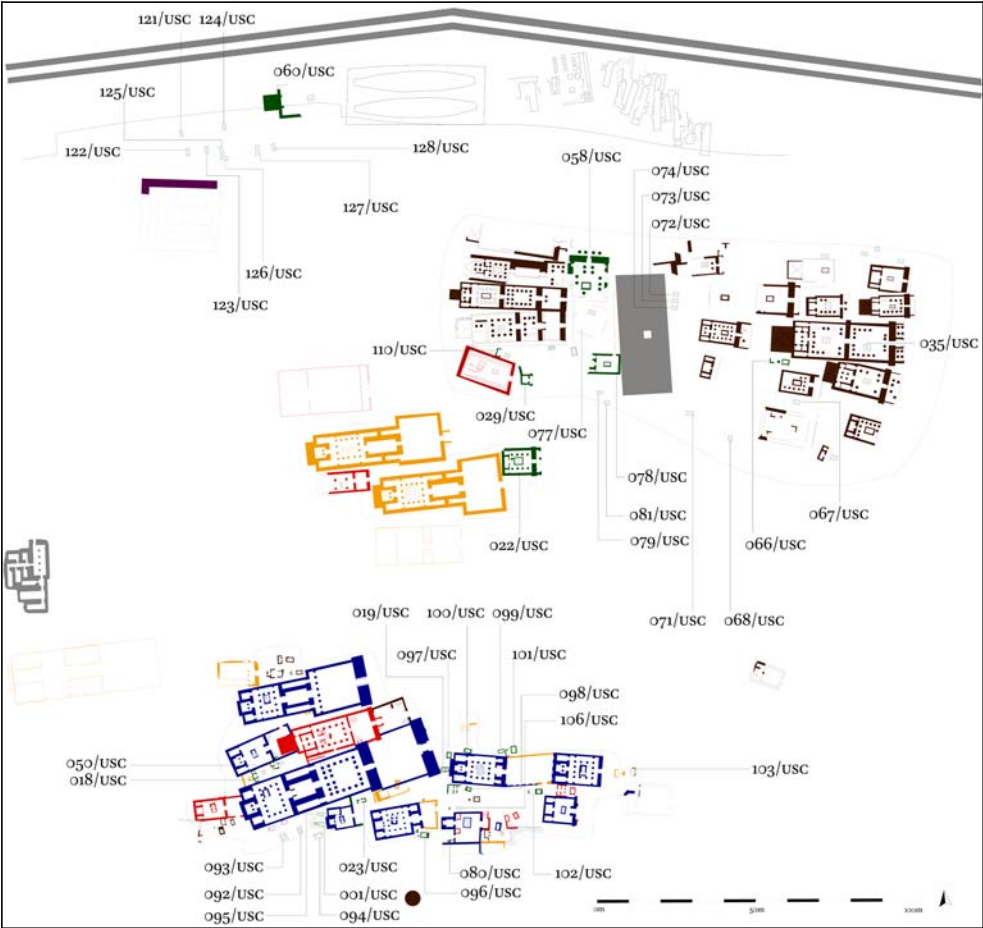 121/USC 124/USC
060/USC
125/USC
122/USC
128/USC
058/USC
074/USC
073/USC
072/USC
127/USC
126/USC
123/USC
110/USC
035/USC
029/USC
077/USC
078/USC
067/USC
081/USC
066/USC
022/USC
079/USC
019/USC 100/USC 099/USC
071/USC 068/USC
097/USC 101/USC
098/USC
106/USC
050/USC
018/USC
103/USC
093/USC 023/USC 080/USC 102/USC
092/USC 001/USC 096/USC
095/USC 094/USC
0m 50m 100m